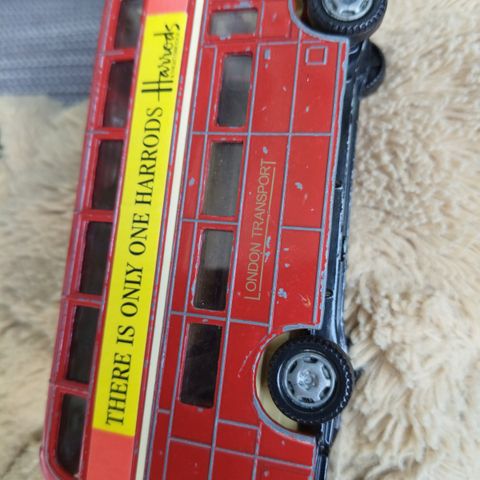 THERE IS ONLY ONE HARRODS Harrods
LONDON TRANSPORT